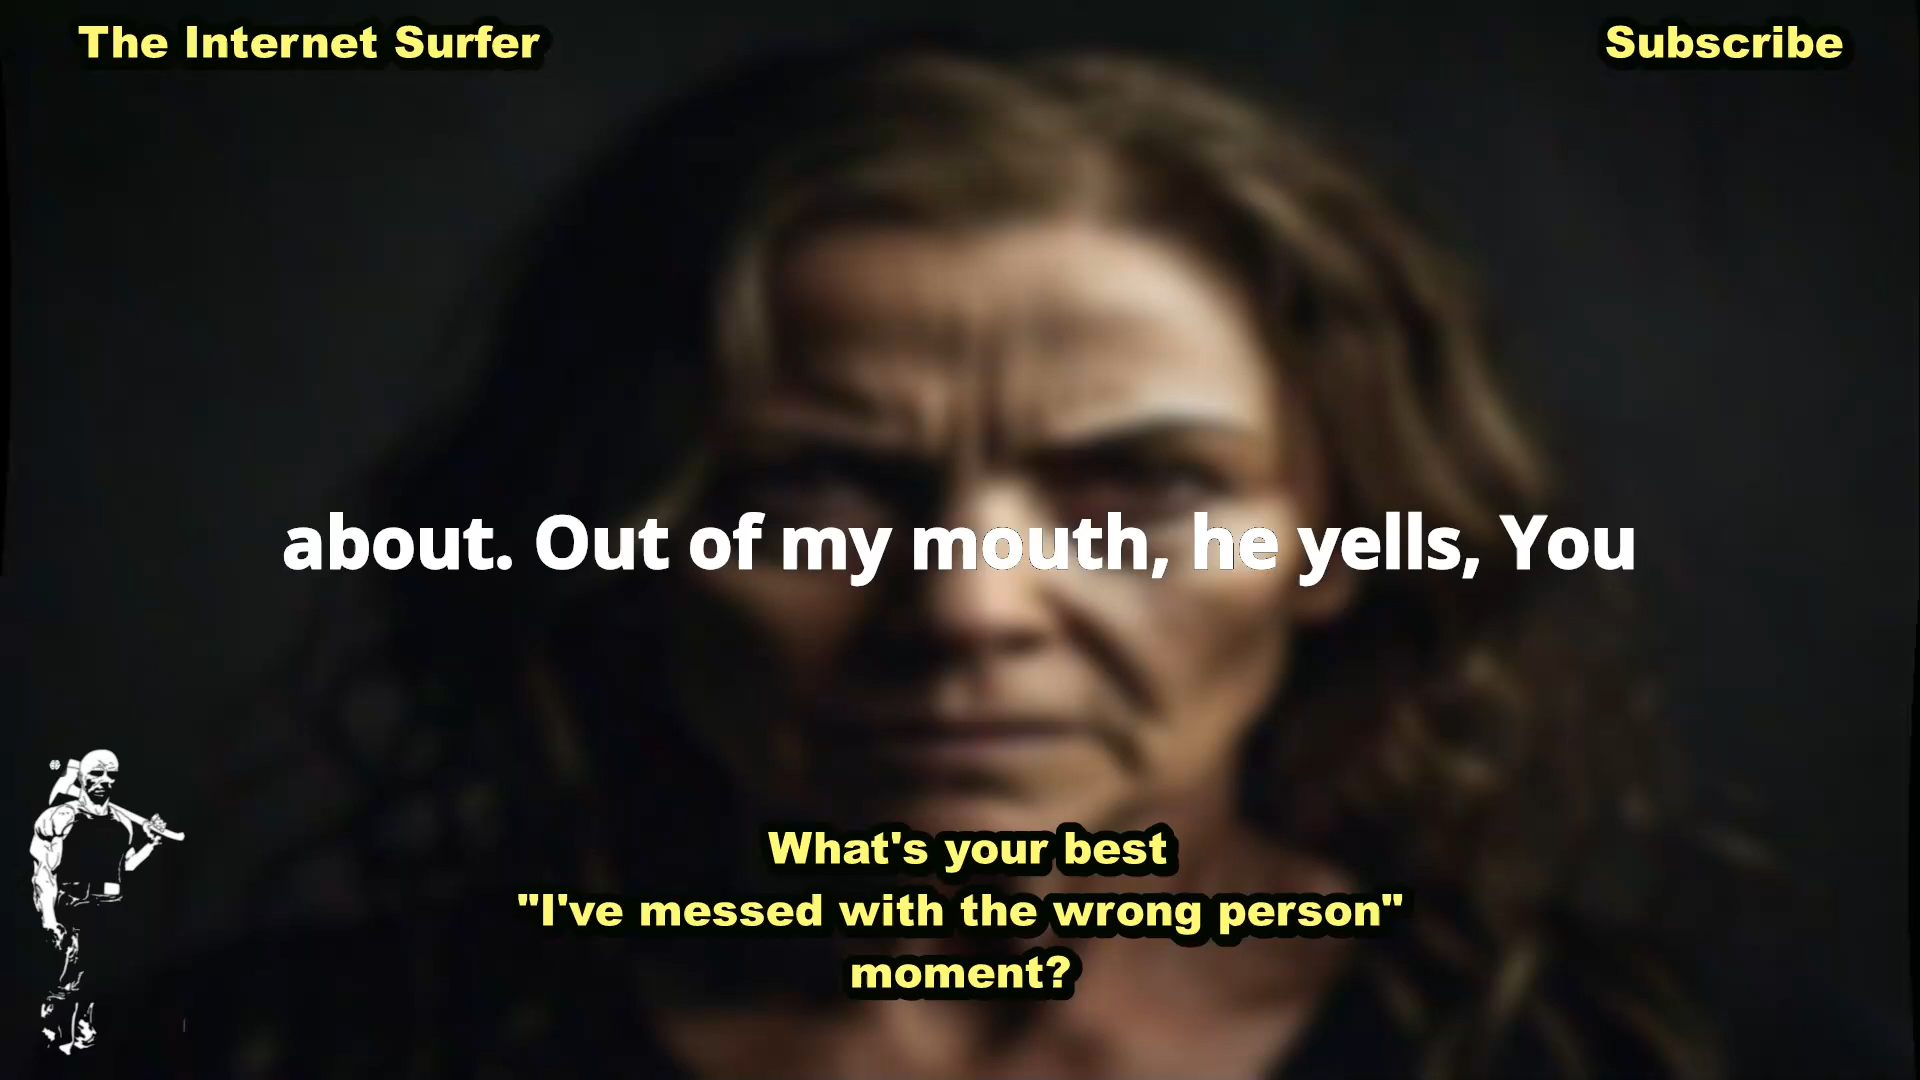 The Internet Surfer
Subscribe
about. Out of my mouth, he yells, You
What's your best
"I've messed with the wrong person"
moment?